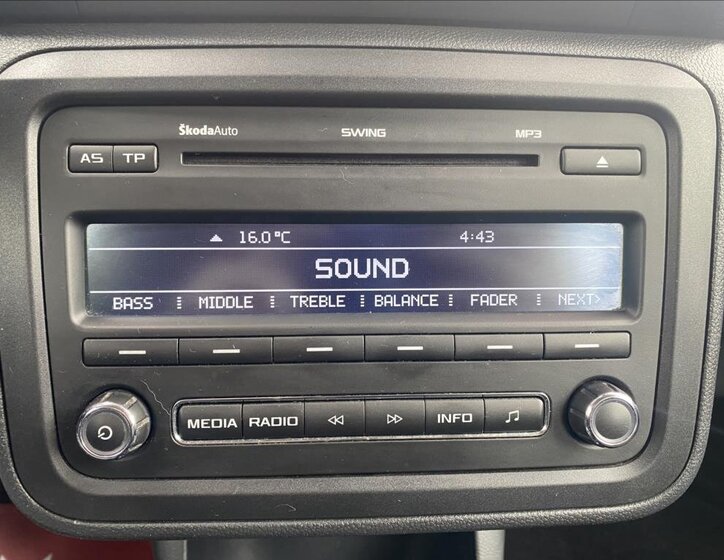 ŠkodaAuto SWING MP3
AS TP
16.0°C 4:43
SOUND
BASS MIDDLE TREBLE BALANCE FADER NEXT>
MEDIA RADIO INFO